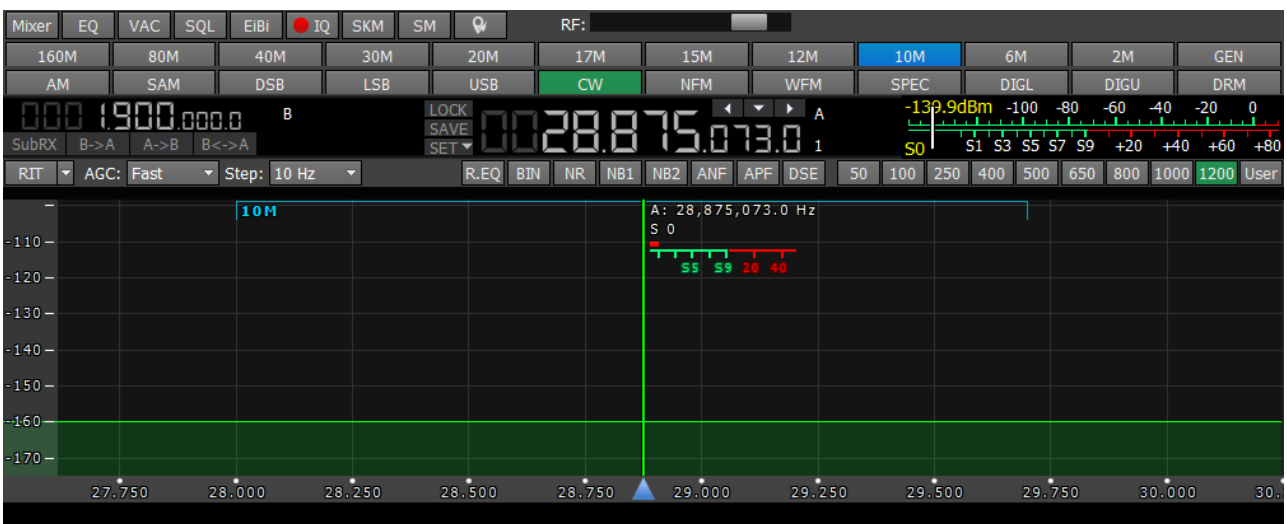 Mixer EQ VAC SQL EiBi IQ SKM SM RF:
160M 80M 40M 30M 20M 17M 15M 12M 10M 6M 2M GEN
AM SAM DSB LSB USB CW NFM WFM SPEC DIGL DIGU DRM
1.900.000.0 B LOCK SAVE SET 28.875.073.0 A 1
-139.9dBm -100 -80 -60 -40 -20 0
S0 S1 S3 S5 S7 S9 +20 +40 +60 +80
SubRX B->A A->B B<->A
RIT AGC: Fast Step: 10 Hz R.EQ BIN NR NB1 NB2 ANF APF DSE 50 100 250 400 500 650 800 1000 1200 User
10M A: 28,875,073.0 Hz
S 0
-110
S5 S9 20 40
-120
-130
-140
-150
-160
-170
27.750 28.000 28.250 28.500 28.750 29.000 29.250 29.500 29.750 30.000 30.